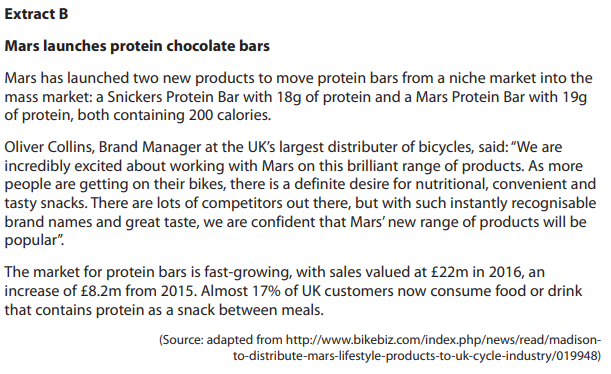 Extract B
Mars launches protein chocolate bars
Mars has launched two new products to move protein bars from a niche market into the
mass market: a Snickers Protein Bar with 18g of protein and a Mars Protein Bar with 19g
of protein, both containing 200 calories.
Oliver Collins, Brand Manager at the UK’s largest distributer of bicycles, said: “We are
incredibly excited about working with Mars on this brilliant range of products. As more
people are getting on their bikes, there is a definite desire for nutritional, convenient and
tasty snacks. There are lots of competitors out there, but with such instantly recognisable
brand names and great taste, we are confident that Mars’ new range of products will be
popular”.
The market for protein bars is fast-growing, with sales valued at £22m in 2016, an
increase of £8.2m from 2015. Almost 17% of UK customers now consume food or drink
that contains protein as a snack between meals.
(Source: adapted from http://www.bikebiz.com/index.php/news/read/madison-
to-distribute-mars-lifestyle-products-to-uk-cycle-industry/019948)